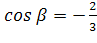 cos β = −2/3